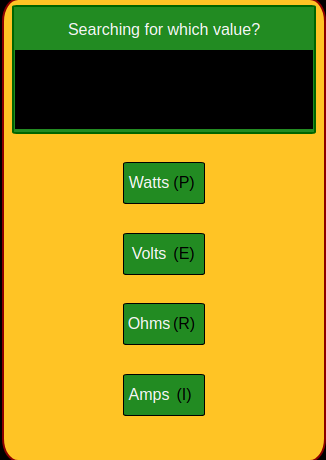 Searching for which value?
Watts (P)
Volts (E)
Ohms (R)
Amps (I)